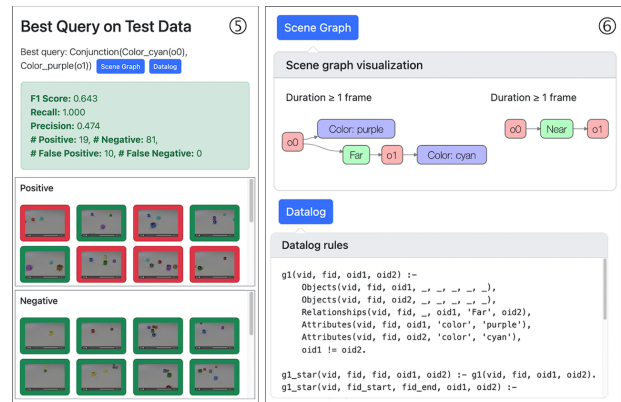 Best Query on Test Data
⑤
Best query: Conjunction(Color_cyan(o0),
Color_purple(o1)) Scene Graph Datalog
F1 Score: 0.643
Recall: 1.000
Precision: 0.474
# Positive: 19, # Negative: 81,
# False Positive: 10, # False Negative: 0
Positive
Negative
Scene Graph
⑥
Scene graph visualization
Duration ≥ 1 frame
Duration ≥ 1 frame
o0
Color: purple
Far
o1
Color: cyan
o0
Near
o1
Datalog
Datalog rules
g1(vid, fid, oid1, oid2) :-
Objects(vid, fid, oid1, _, _, _, _, _),
Objects(vid, fid, oid2, _, _, _, _, _),
Relationships(vid, fid, _, oid1, 'Far', oid2),
Attributes(vid, fid, oid1, 'color', 'purple'),
Attributes(vid, fid, oid2, 'color', 'cyan'),
oid1 != oid2.
g1_star(vid, fid, fid, oid1, oid2) :- g1(vid, fid, oid1, oid2).
g1_star(vid, fid_start, fid_end, oid1, oid2) :-